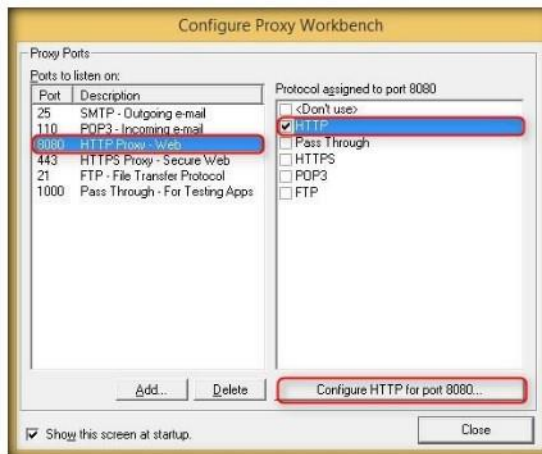 Configure Proxy Workbench
Proxy Ports
Ports to listen on:
Port Description
25 SMTP - Outgoing e-mail
110 POP3 - Incoming e-mail
8080 HTTP Proxy - Web
443 HTTPS Proxy - Secure Web
21 FTP - File Transfer Protocol
1000 Pass Through - For Testing Apps
Add... Delete
Protocol assigned to port 8080
<Don't use>
HTTP
Pass Through
HTTPS
POP3
FTP
Configure HTTP for port 8080...
Show this screen at startup.
Close